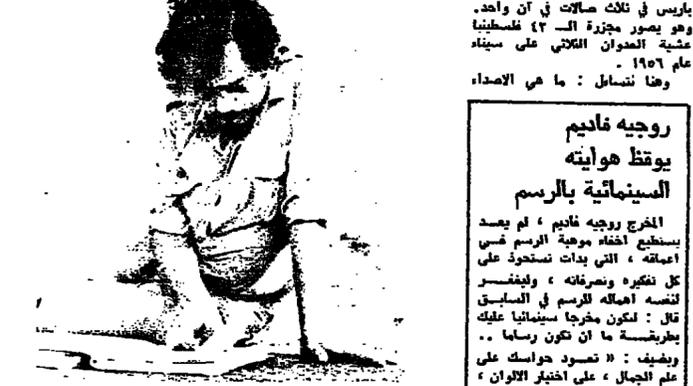 باريس في ثلاث صالات في آن واحد.
وهو يصور مجزرة الـ ٤٣ فلسطينيا
عشية العدوان الثلاثي على سيناء
عام ١٩٥٦ .
وهنا نتساءل : ما هي الاصداء
روجيه فاديم
يوقظ هوايته
السينمائية بالرسم
المخرج روجيه فاديم ، لم يعد
يستطيع اخفاء موهبة الرسم في
اعماقه ، التي بدات تستحوذ على
كل تفكيره وتصرفاته ، وليغفر
لنفسه اهماله للرسم في السابق
قال : لتكون مخرجا سينمائيا عليك
بطريقة ما ان تكون رساما ..
ويضيف : « تعود حواسك على
علم الجمال ، على اختيار الالوان ،